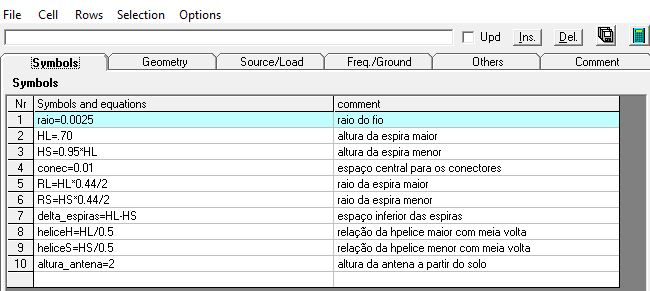 File Cell Rows Selection Options
Upd Ins. Del.
Symbols Geometry Source/Load Freq./Ground Others Comment
Symbols
Nr Symbols and equations comment
1 raio=0.0025 raio do fio
2 HL=.70 altura da espira maior
3 HS=0.95*HL altura da espira menor
4 conec=0.01 espaço central para os conectores
5 RL=HL*0.44/2 raio da espira maior
6 RS=HS*0.44/2 raio da espira menor
7 delta_espiras=HL-HS espaço inferior das espiras
8 heliceH=HL/0.5 relação da hpelice maior com meia volta
9 heliceS=HS/0.5 relação da hpelice menor com meia volta
10 altura_antena=2 altura da antena a partir do solo